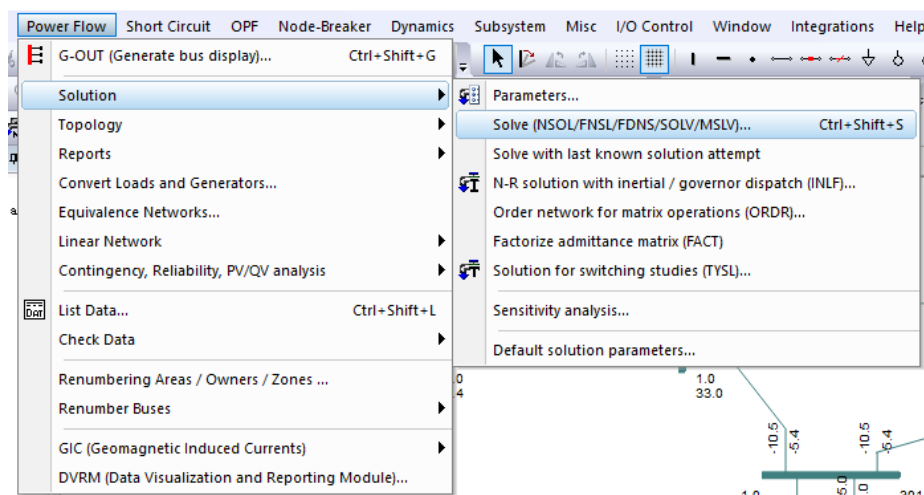 Power Flow Short Circuit OPF Node-Breaker Dynamics Subsystem Misc I/O Control Window Integrations Help
G-OUT (Generate bus display)... Ctrl+Shift+G
Solution
Topology
Reports
Convert Loads and Generators...
Equivalence Networks...
Linear Network
Contingency, Reliability, PV/QV analysis
DAT List Data... Ctrl+Shift+L
Check Data
Renumbering Areas / Owners / Zones ...
Renumber Buses
GIC (Geomagnetic Induced Currents)
DVRM (Data Visualization and Reporting Module)...
Parameters...
Solve (NSOL/FNSL/FDNS/SOLV/MSLV)... Ctrl+Shift+S
Solve with last known solution attempt
N-R solution with inertial / governor dispatch (INLF)...
Order network for matrix operations (ORDR)...
Factorize admittance matrix (FACT)
Solution for switching studies (TYSL)...
Sensitivity analysis...
Default solution parameters...
1.0
33.0
-10.5
-5.4
-10.5
-5.4